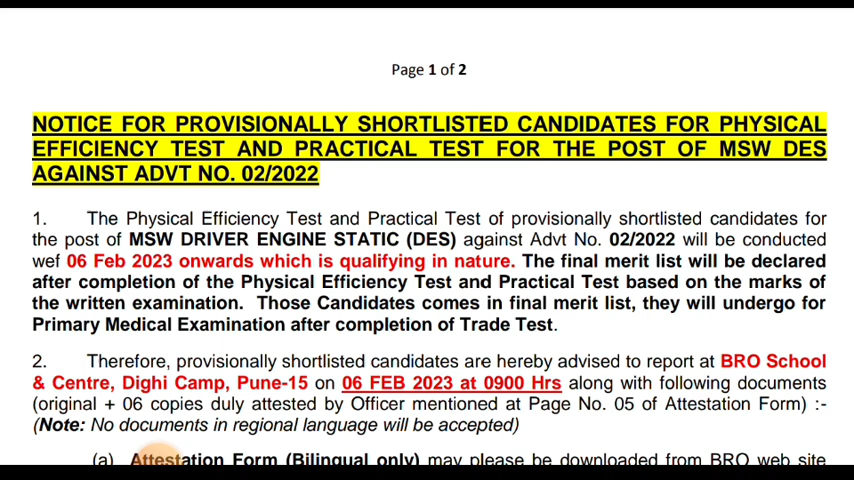 Page 1 of 2
NOTICE FOR PROVISIONALLY SHORTLISTED CANDIDATES FOR PHYSICAL
EFFICIENCY TEST AND PRACTICAL TEST FOR THE POST OF MSW DES
AGAINST ADVT NO. 02/2022
1. The Physical Efficiency Test and Practical Test of provisionally shortlisted candidates for
the post of MSW DRIVER ENGINE STATIC (DES) against Advt No. 02/2022 will be conducted
wef 06 Feb 2023 onwards which is qualifying in nature. The final merit list will be declared
after completion of the Physical Efficiency Test and Practical Test based on the marks of
the written examination. Those Candidates comes in final merit list, they will undergo for
Primary Medical Examination after completion of Trade Test.
2. Therefore, provisionally shortlisted candidates are hereby advised to report at BRO School
& Centre, Dighi Camp, Pune-15 on 06 FEB 2023 at 0900 Hrs along with following documents
(original + 06 copies duly attested by Officer mentioned at Page No. 05 of Attestation Form) :-
(Note: No documents in regional language will be accepted)
(a) Attestation Form (Bilingual only) may please be downloaded from BRO web site